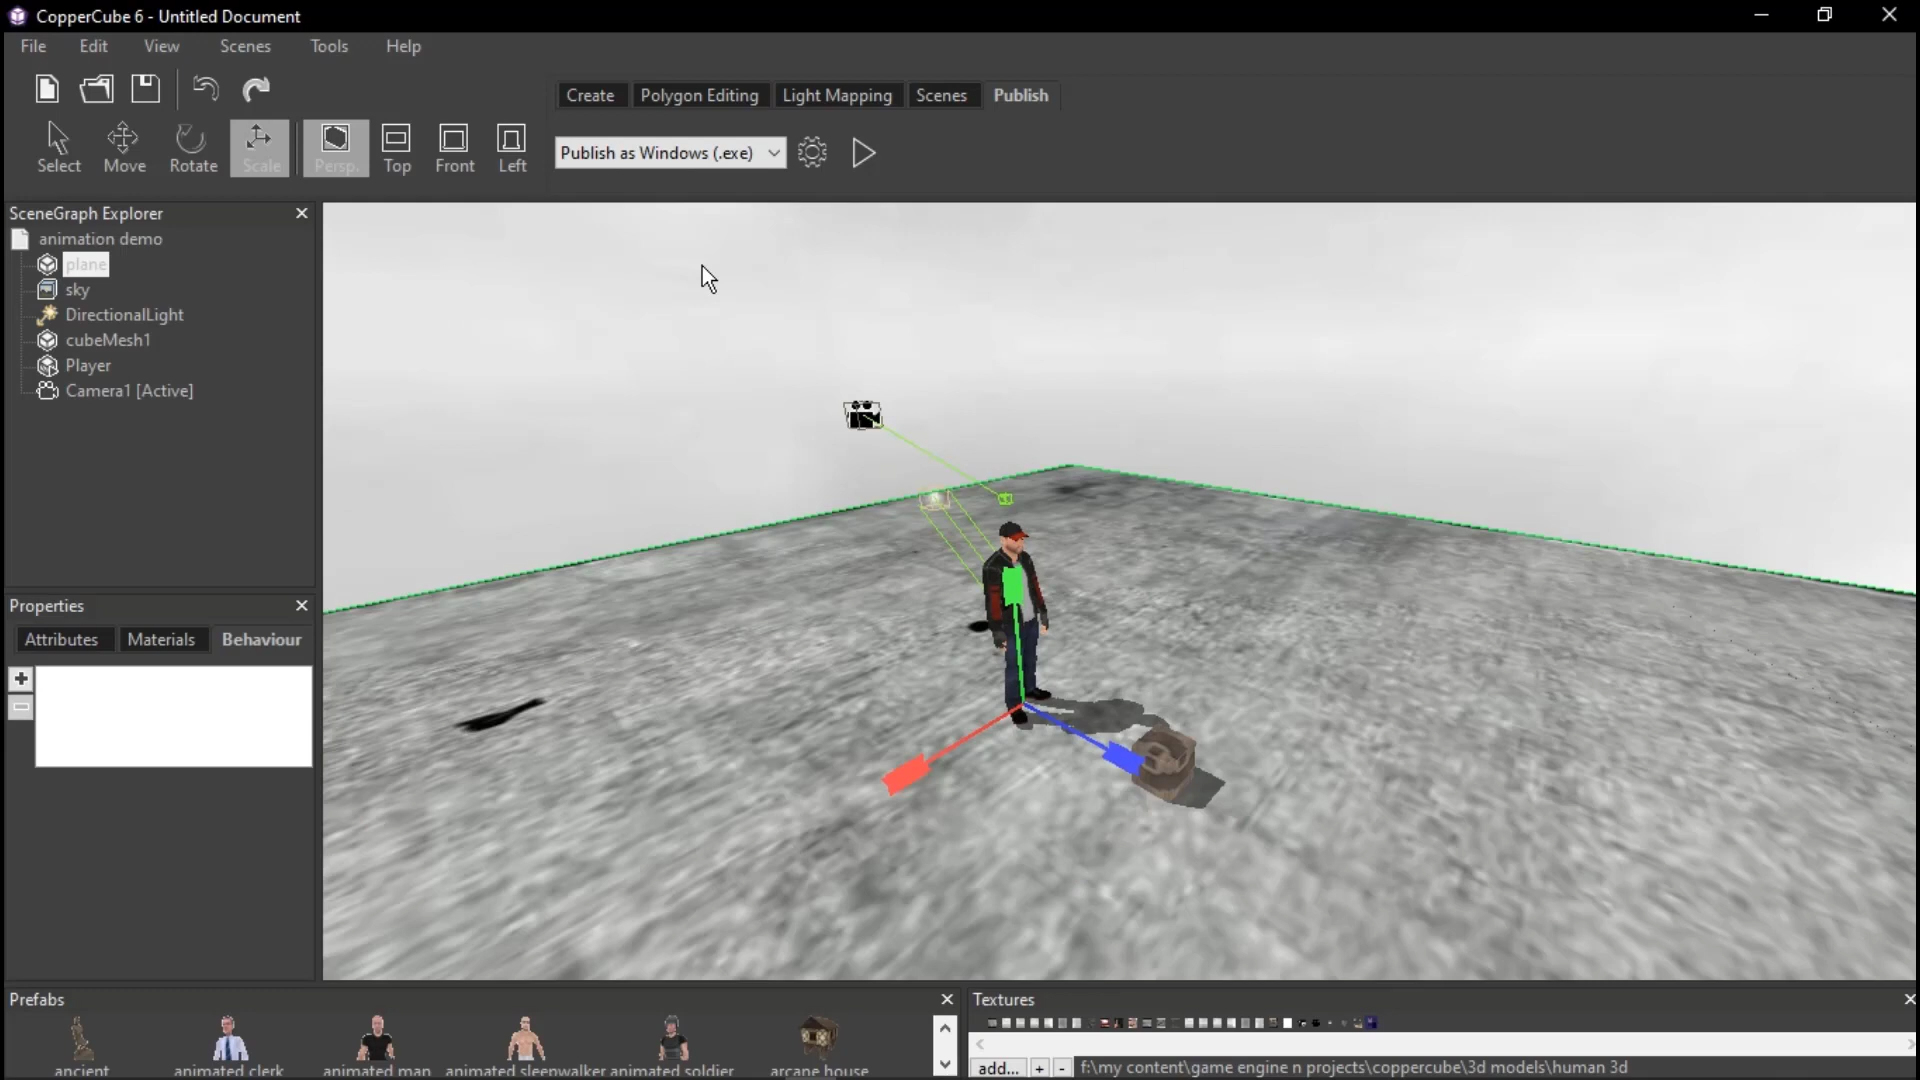 CopperCube 6 - Untitled Document
File Edit View Scenes Tools Help
Create Polygon Editing Light Mapping Scenes Publish
Select Move Rotate Scale Persp. Top Front Left
Publish as Windows (.exe)
SceneGraph Explorer
animation demo
plane
sky
DirectionalLight
cubeMesh1
Player
Camera1 [Active]
Properties
Attributes Materials Behaviour
Prefabs
ancient animated clerk animated man animated sleepwalker animated soldier arcane house
Textures
add... + - f:\my content\game engine n projects\coppercube\3d models\human 3d